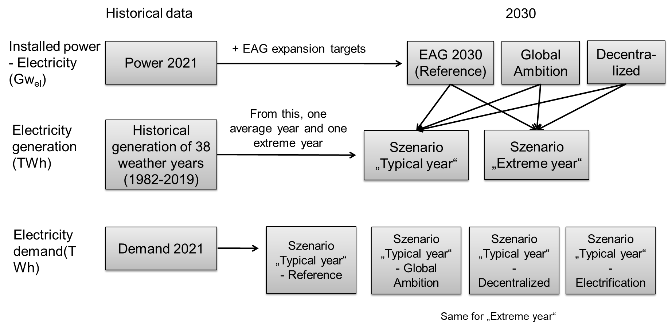 Historical data
2030
Installed power
- Electricity
(Gwel)
Power 2021
+ EAG expansion targets
EAG 2030
(Reference)
Global
Ambition
Decentra-
lized
Electricity
generation
(TWh)
Historical
generation of 38
weather years
(1982-2019)
From this, one
average year and one
extreme year
Szenario
„Typical year“
Szenario
„Extreme year“
Electricity
demand(T
Wh)
Demand 2021
Szenario
„Typical year“
- Reference
Szenario
„Typical year“
- Global
Ambition
Szenario
„Typical year“
-
Decentralized
Szenario
„Typical year“
-
Electrification
Same for „Extreme year“